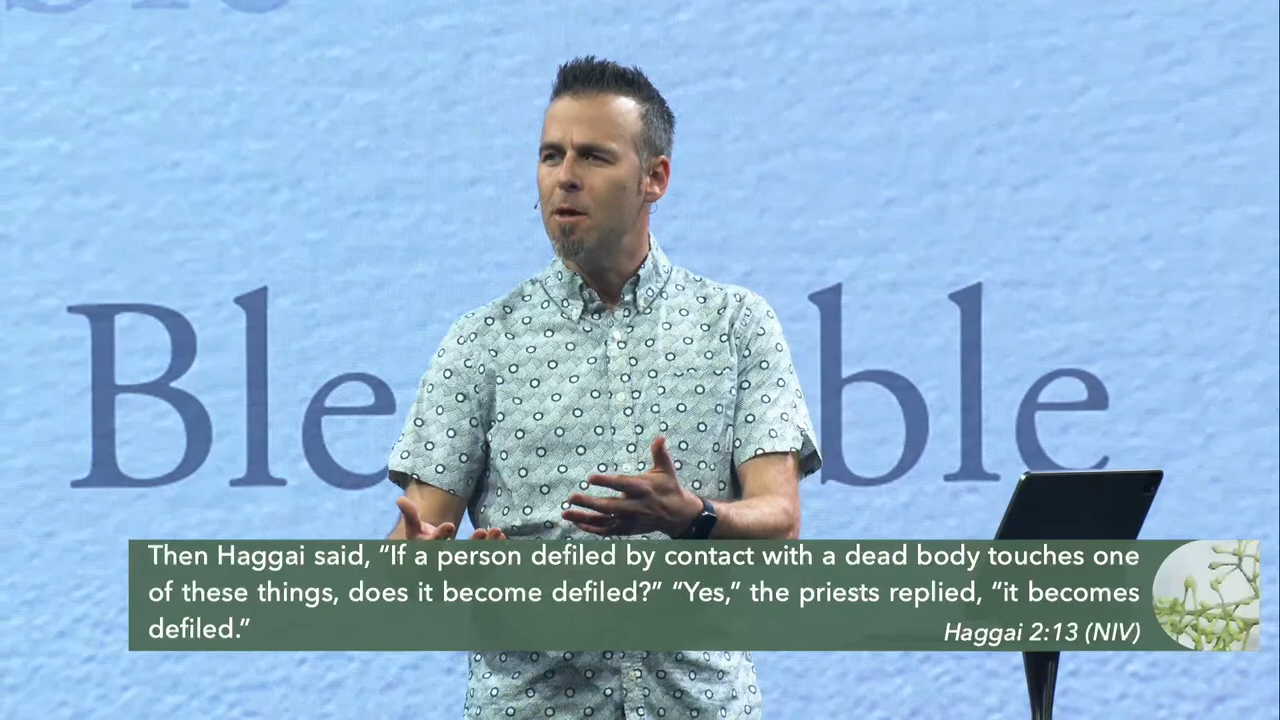 Ble ble
Then Haggai said, “If a person defiled by contact with a dead body touches one
of these things, does it become defiled?” “Yes,” the priests replied, “it becomes
defiled.”
Haggai 2:13 (NIV)